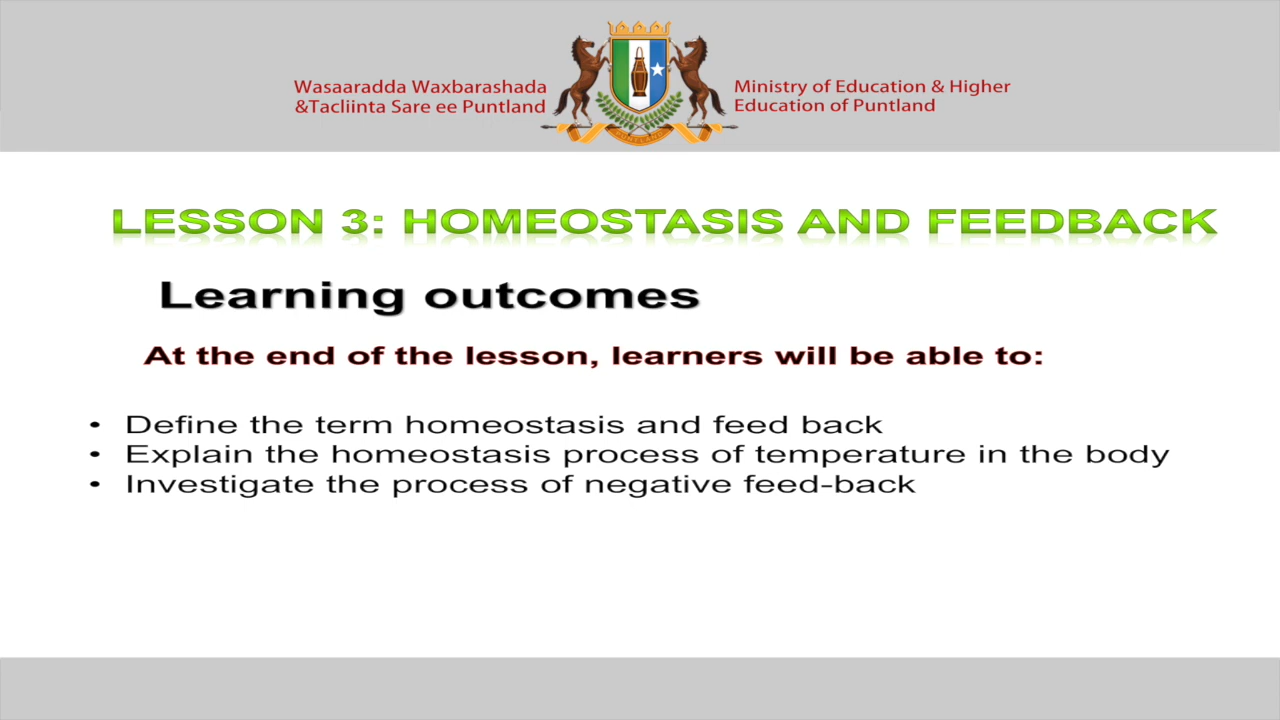 Wasaaradda Waxbarashada
&Tacliinta Sare ee Puntland
Ministry of Education & Higher
Education of Puntland
LESSON 3: HOMEOSTASIS AND FEEDBACK
Learning outcomes
At the end of the lesson, learners will be able to:
• Define the term homeostasis and feed back
• Explain the homeostasis process of temperature in the body
• Investigate the process of negative feed-back